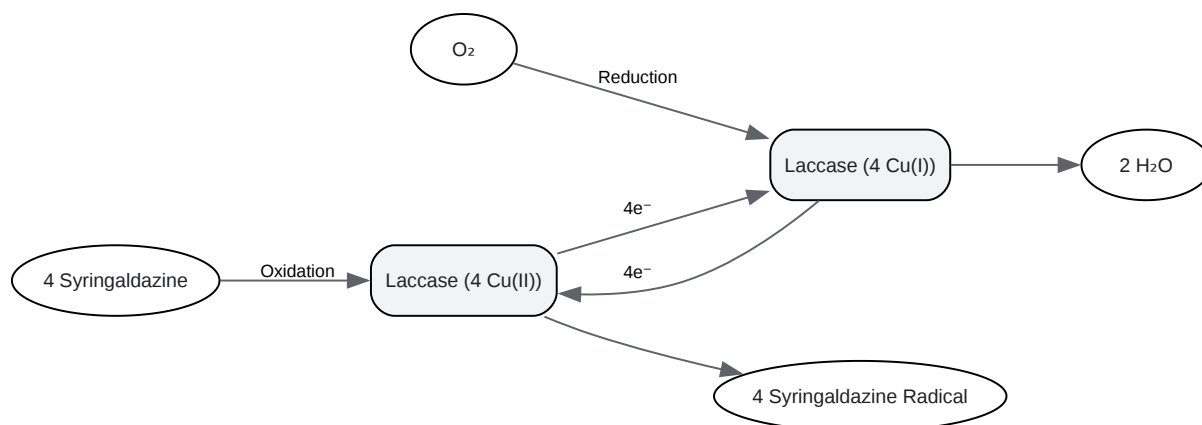 O₂
Reduction
Laccase (4 Cu(I))
2 H₂O
4e⁻
4 Syringaldazine
Oxidation
Laccase (4 Cu(II))
4e⁻
4 Syringaldazine Radical